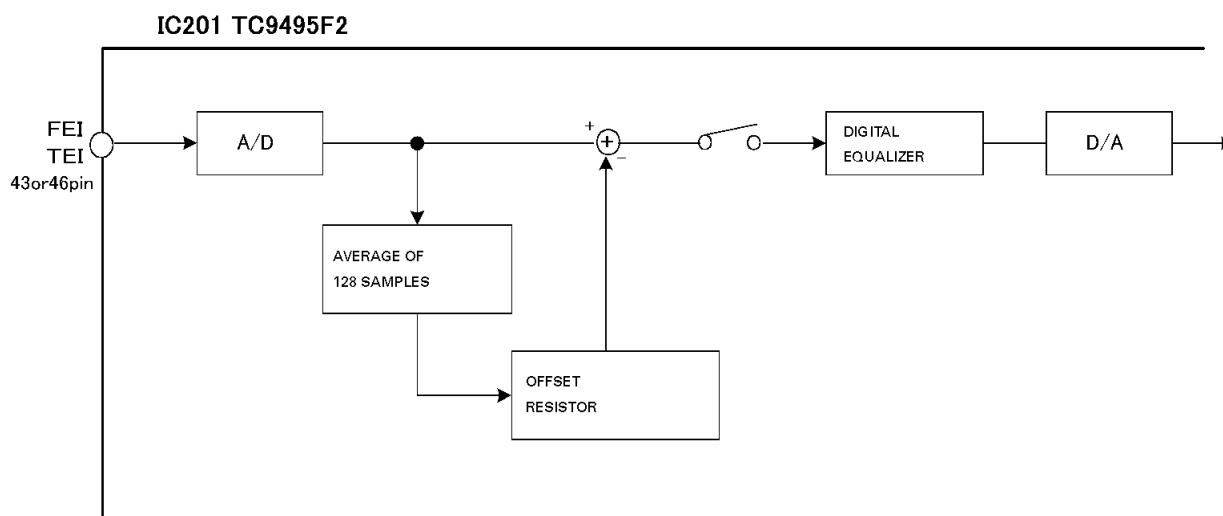 IC201 TC9495F2
FEI
TEI
43or46pin
A/D
+
+
−
DIGITAL
EQUALIZER
D/A
AVERAGE OF
128 SAMPLES
OFFSET
RESISTOR